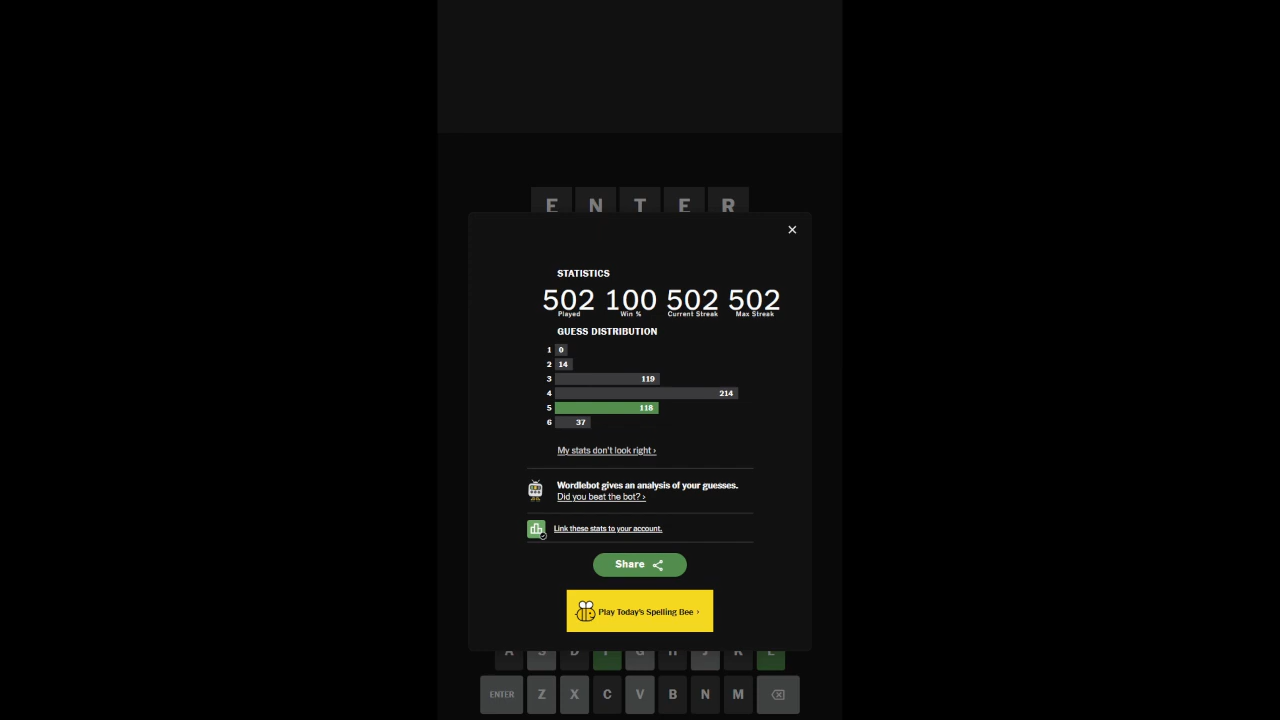 E N T E R
STATISTICS
502 100 502 502
Played Win % Current Streak Max Streak
GUESS DISTRIBUTION
1 0
2 14
3 119
4 214
5 118
6 37
My stats don't look right ›
Wordlebot gives an analysis of your guesses.
Did you beat the bot? ›
Link these stats to your account.
Share
Play Today's Spelling Bee ›
A S D F G H J K L
ENTER Z X C V B N M